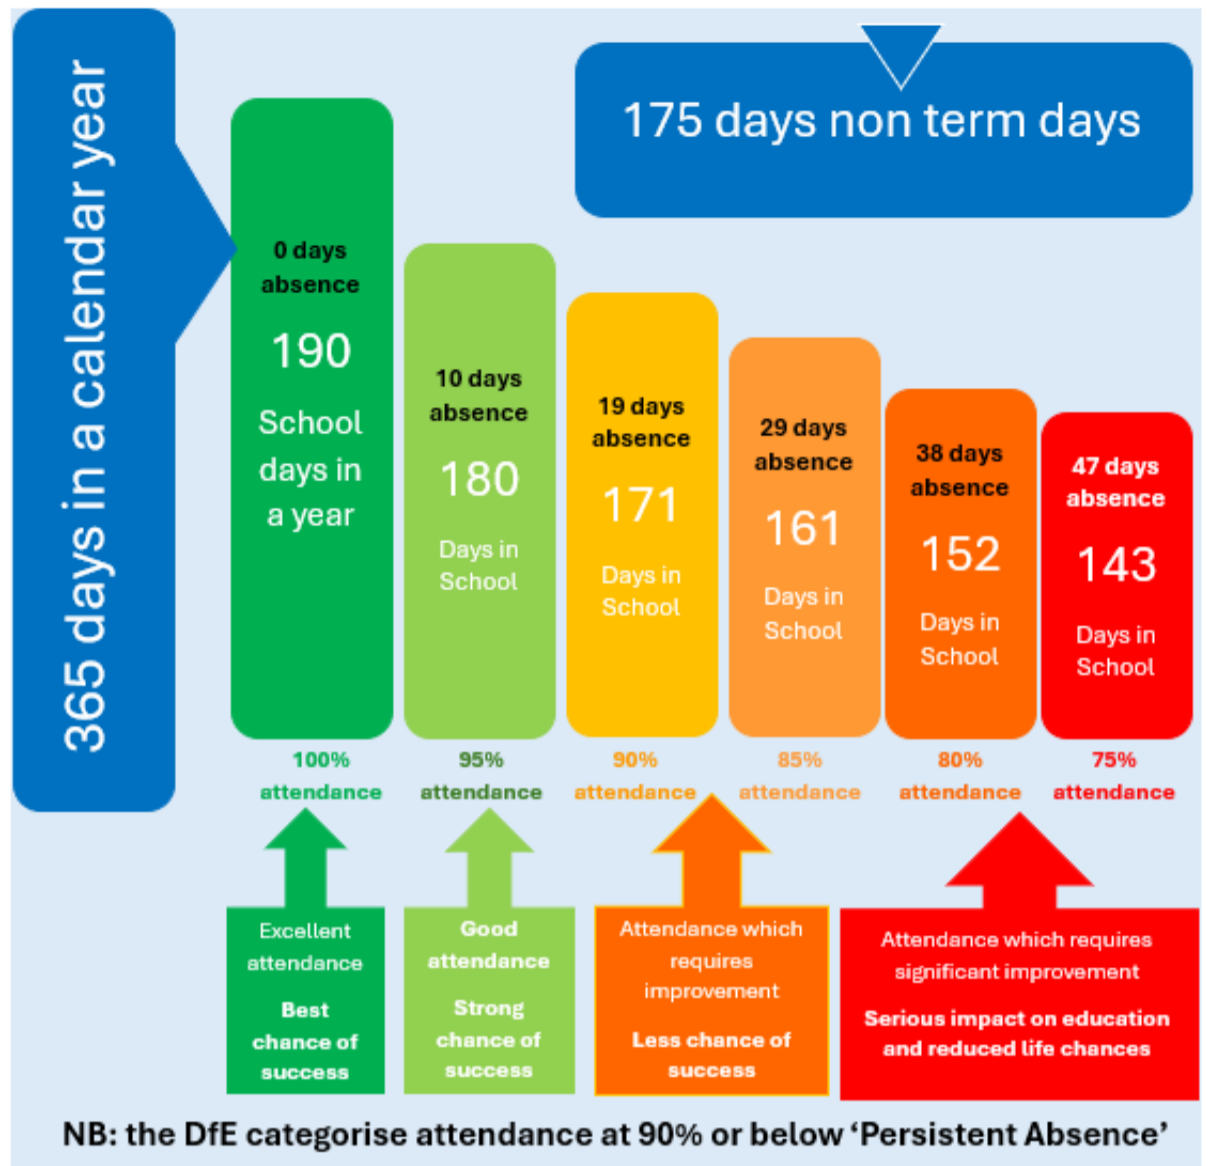 365 days in a calendar year
175 days non term days
0 days
absence
190
School
days in
a year
10 days
absence
180
Days in
School
19 days
absence
171
Days in
School
29 days
absence
161
Days in
School
38 days
absence
152
Days in
School
47 days
absence
143
Days in
School
100%
attendance
95%
attendance
90%
attendance
85%
attendance
80%
attendance
75%
attendance
Excellent
attendance
Best
chance of
success
Good
attendance
Strong
chance of
success
Attendance which
requires
improvement
Less chance of
success
Attendance which requires
significant improvement
Serious impact on education
and reduced life chances
NB: the DfE categorise attendance at 90% or below ‘Persistent Absence’